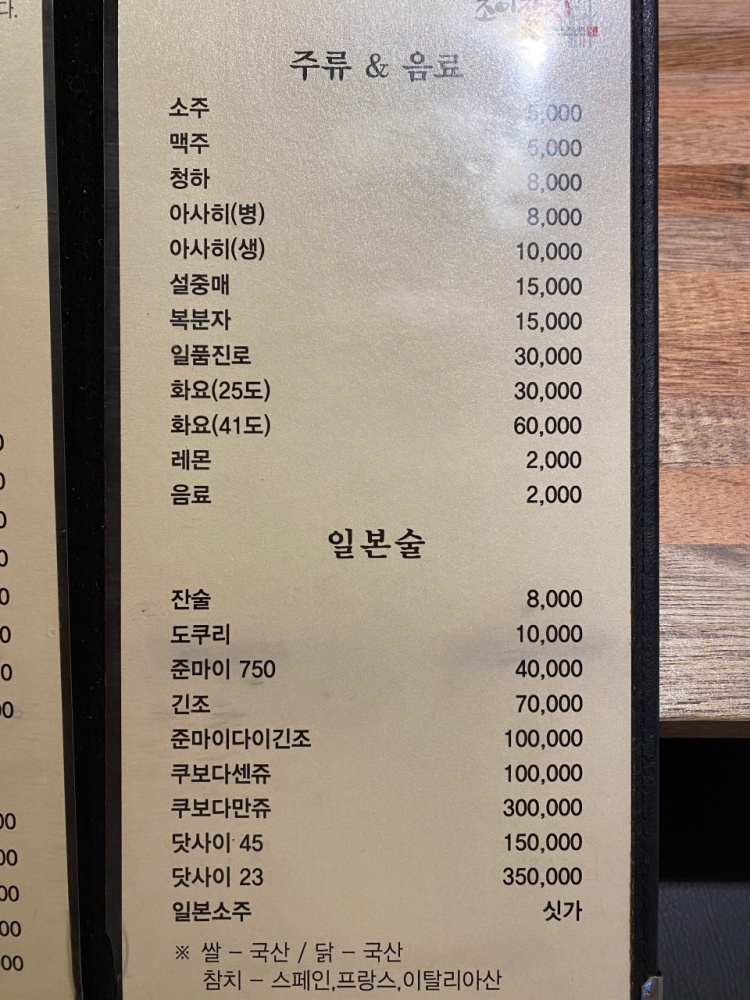 다.
주류 & 음료
소주 5,000
맥주 5,000
청하 8,000
아사히(병) 8,000
아사히(생) 10,000
설중매 15,000
복분자 15,000
일품진로 30,000
화요(25도) 30,000
화요(41도) 60,000
레몬 2,000
음료 2,000
일본술
잔술 8,000
도쿠리 10,000
준마이 750 40,000
긴조 70,000
준마이다이긴조 100,000
쿠보다센쥬 100,000
쿠보다만쥬 300,000
닷사이 45 150,000
닷사이 23 350,000
일본소주 싯가
※ 쌀 – 국산 / 닭 – 국산
참치 – 스페인,프랑스,이탈리아산